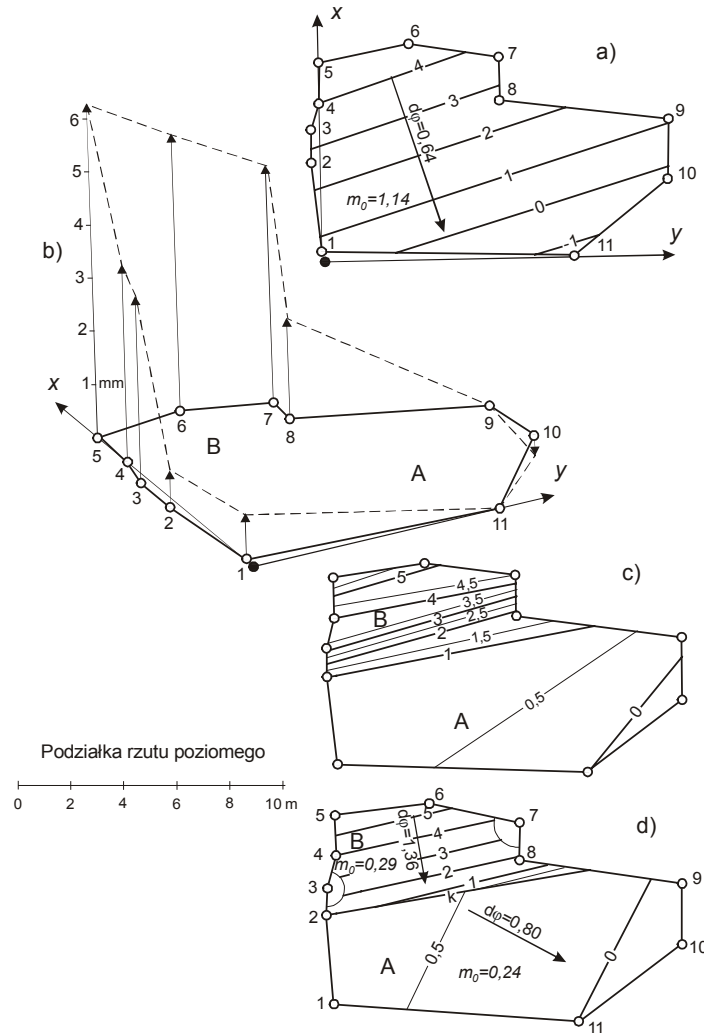 x
6
5
7
a)
4
4
8
3
3
9
dφ=0,64
2
2
1
10
m₀=1,14
0
1
-1
11
y
b)
6
5
4
3
2
1 mm
x
5
6
7
8
9
10
B
4
A
3
y
2
11
1
c)
5
4,5
4
3,5
B
3
2,5
2
1,5
1
0,5
A
0
Podziałka rzutu poziomego
0 2 4 6 8 10 m
d)
6
5
5
7
B
4
dφ=1,36
4
3
m₀=0,29
8
3
2
9
1
2
k
dφ=0,80
A
0,5
0
10
m₀=0,24
1
11